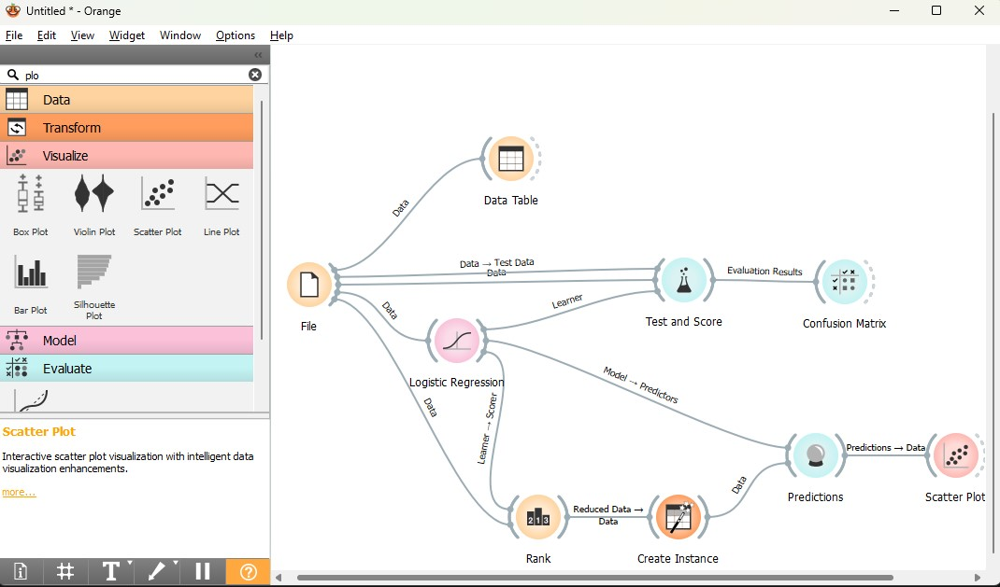 Untitled * - Orange
File Edit View Widget Window Options Help
«
plo
Data
Transform
Visualize
Box Plot Violin Plot Scatter Plot Line Plot
Bar Plot Silhouette
Plot
Model
Evaluate
Scatter Plot
Interactive scatter plot visualization with intelligent data
visualization enhancements.
more...
T ?
Data
Data Table
Data → Test Data
Data
Evaluation Results
File
Data
Learner
Test and Score
Confusion Matrix
Logistic Regression
Model → Predictors
Data
Learner → Scorer
Predictions → Data
Predictions
Scatter Plot
Data
2 1 3
Reduced Data →
Data
Rank
Create Instance